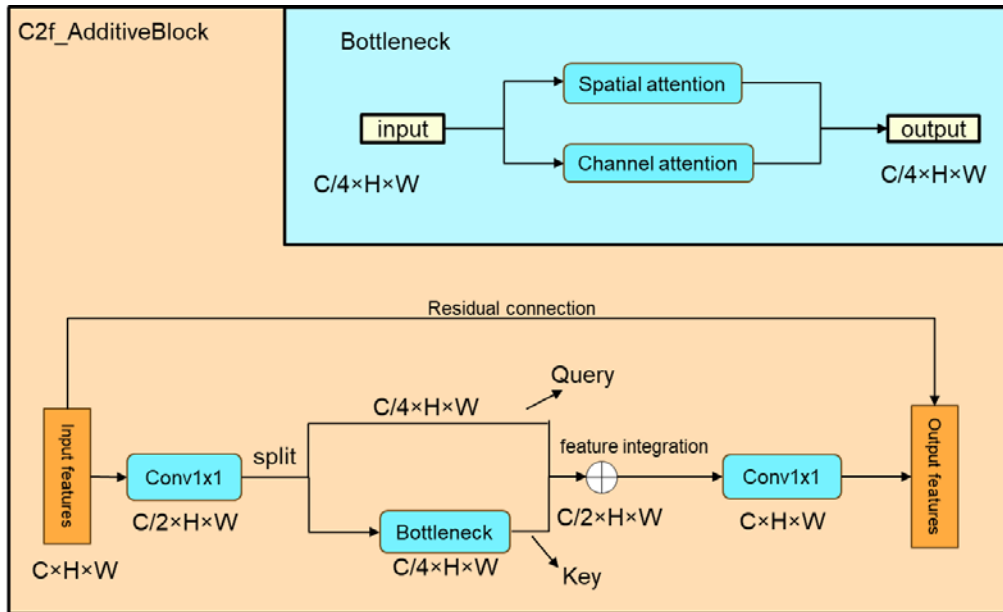 C2f_AdditiveBlock
Bottleneck
Spatial attention
input
output
Channel attention
C/4×H×W
C/4×H×W
Residual connection
Query
C/4×H×W
Input features
split
feature integration
Output features
Conv1x1
Conv1x1
C/2×H×W
Bottleneck
C/2×H×W
C×H×W
C/4×H×W
C×H×W
Key